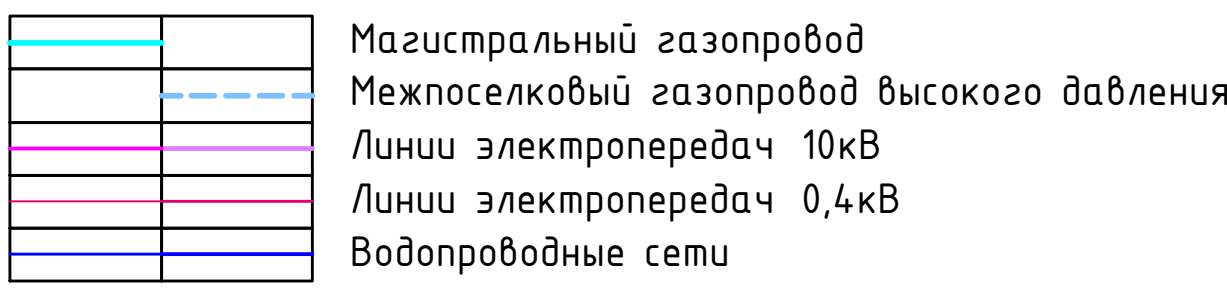 Магистральный газопровод
Межпоселковый газопровод высокого давления
Линии электропередач 10кВ
Линии электропередач 0,4кВ
Водопроводные сети